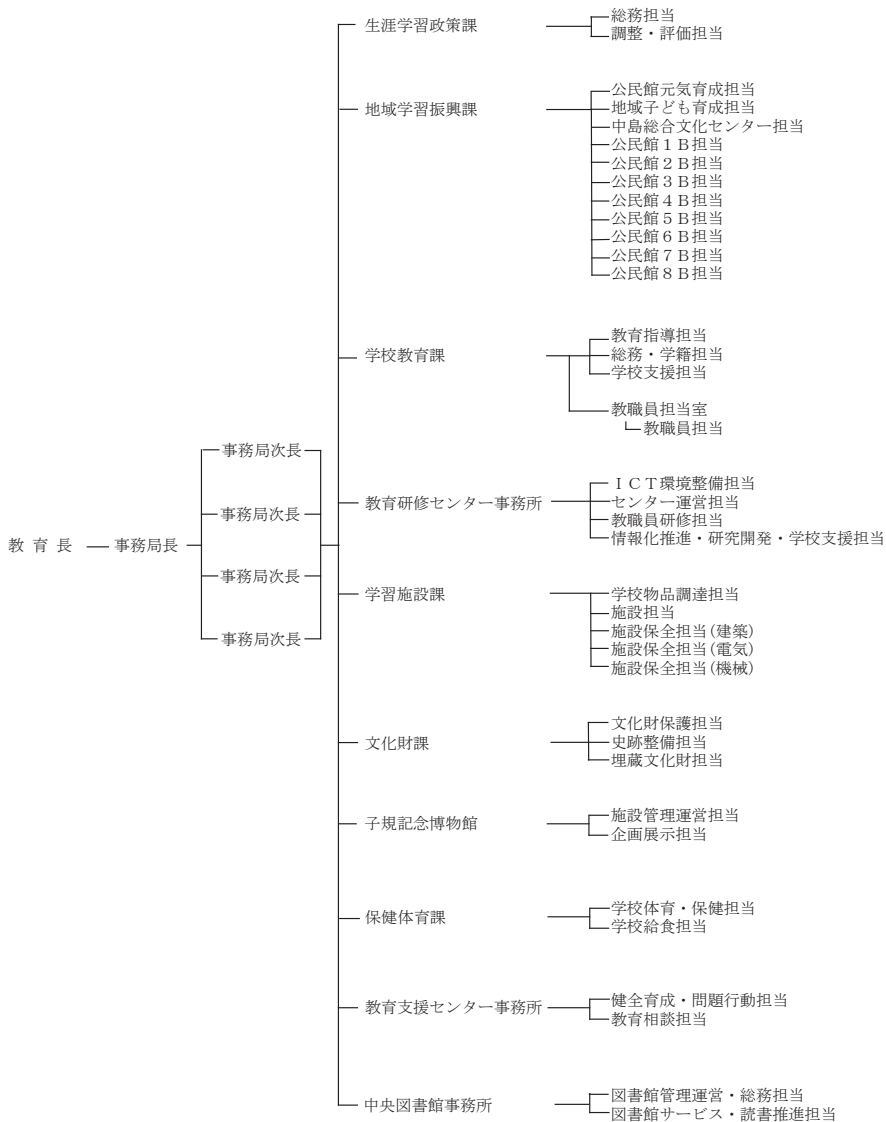 生涯学習政策課
総務担当
調整・評価担当
地域学習振興課
公民館元気育成担当
地域子ども育成担当
中島総合文化センター担当
公民館1B担当
公民館2B担当
公民館3B担当
公民館4B担当
公民館5B担当
公民館6B担当
公民館7B担当
公民館8B担当
学校教育課
教育指導担当
総務・学籍担当
学校支援担当
教職員担当室
教職員担当
教育長
事務局長
事務局次長
事務局次長
事務局次長
事務局次長
教育研修センター事務所
ICT環境整備担当
センター運営担当
教職員研修担当
情報化推進・研究開発・学校支援担当
学習施設課
学校物品調達担当
施設担当
施設保全担当(建築)
施設保全担当(電気)
施設保全担当(機械)
文化財課
文化財保護担当
史跡整備担当
埋蔵文化財担当
子規記念博物館
施設管理運営担当
企画展示担当
保健体育課
学校体育・保健担当
学校給食担当
教育支援センター事務所
健全育成・問題行動担当
教育相談担当
中央図書館事務所
図書館管理運営・総務担当
図書館サービス・読書推進担当